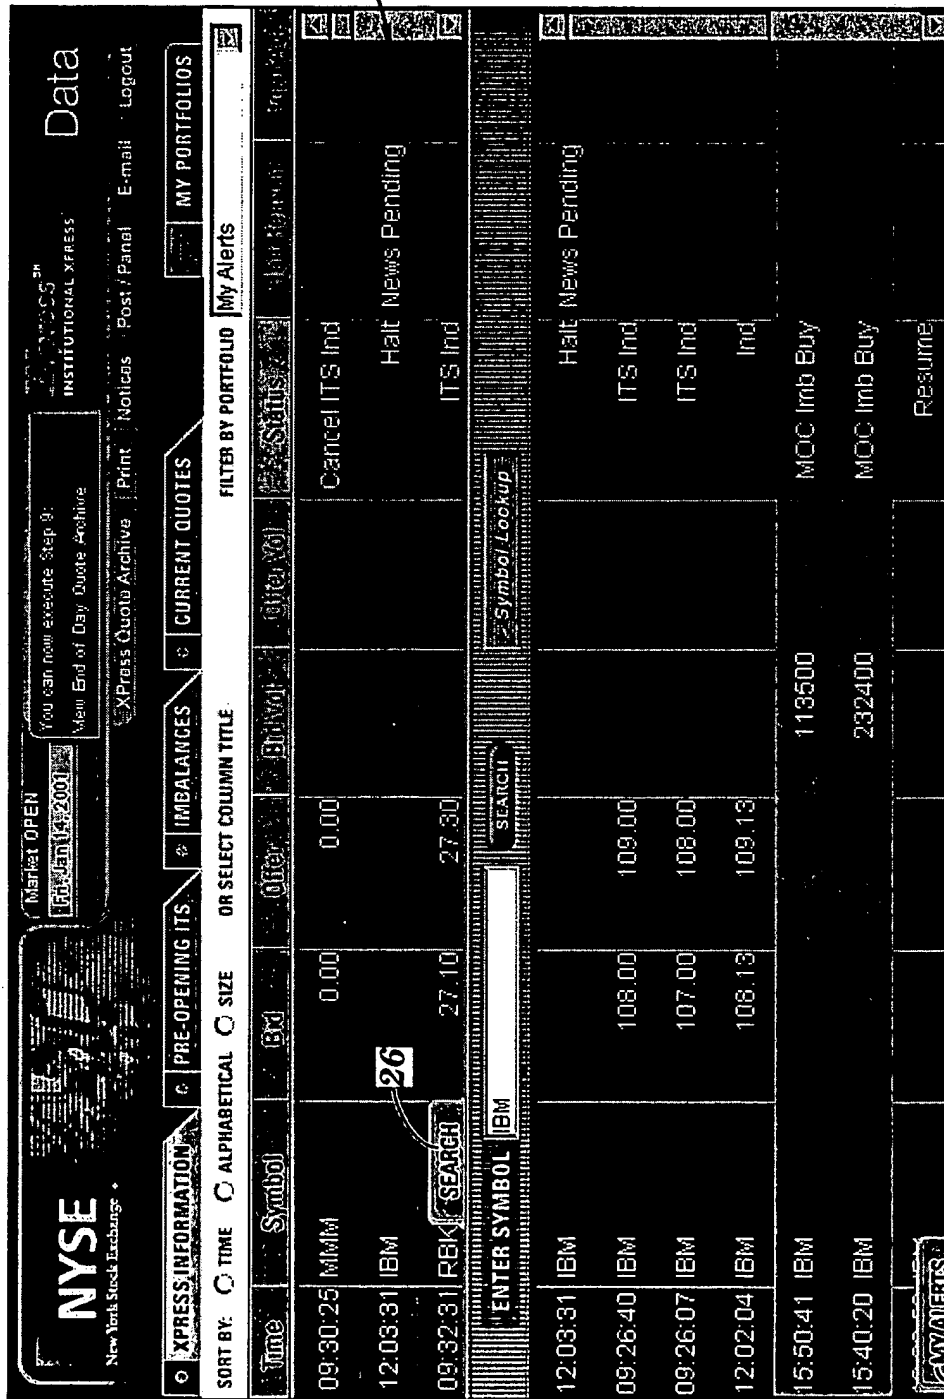 NYSE
New York Stock Exchange
Market OPEN
Fri, Jan 14, 2001
You can now execute Step 9:
View End of Day Quote Archive
INSTITUTIONAL XPRESS
Data
XPress Quote Archive Print Notices Post / Panel E-mail Logout
XPRESS INFORMATION PRE-OPENING ITS IMBALANCES CURRENT QUOTES MY PORTFOLIOS
SORT BY: TIME ALPHABETICAL SIZE OR SELECT COLUMN TITLE FILTER BY PORTFOLIO My Alerts
Time Symbol Bid Offer Bid Vol Offer Vol Status
09:30:25 MMM 0.00 0.00 Cancel ITS Ind
12:03:31 IBM Halt News Pending
09:32:31 RBK 27.10 27.30 ITS Ind
SEARCH
26
ENTER SYMBOL IBM SEARCH Symbol Lookup
12:03:31 IBM Halt News Pending
09:26:40 IBM 108.00 109.00 ITS Ind
09:26:07 IBM 107.00 108.00 ITS Ind
12:02:04 IBM 108.13 109.13 Ind
15:50:41 IBM 113500 MOC Imb Buy
15:40:20 IBM 232400 MOC Imb Buy
Resume
MY ALERTS